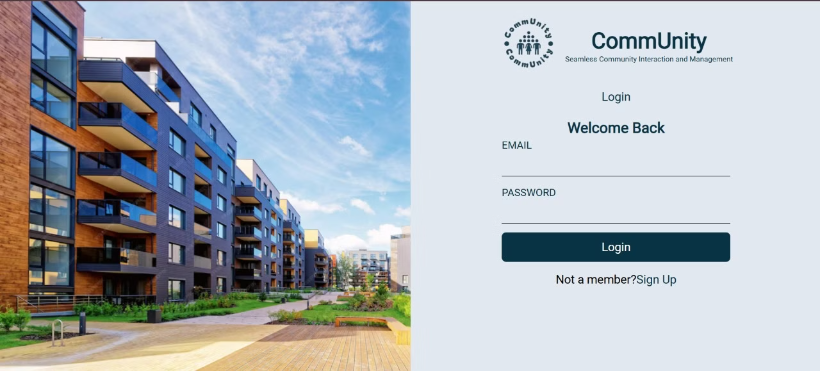 CommUnity
CommUnity
CommUnity
Seamless Community Interaction and Management
Login
Welcome Back
EMAIL
PASSWORD
Login
Not a member?Sign Up